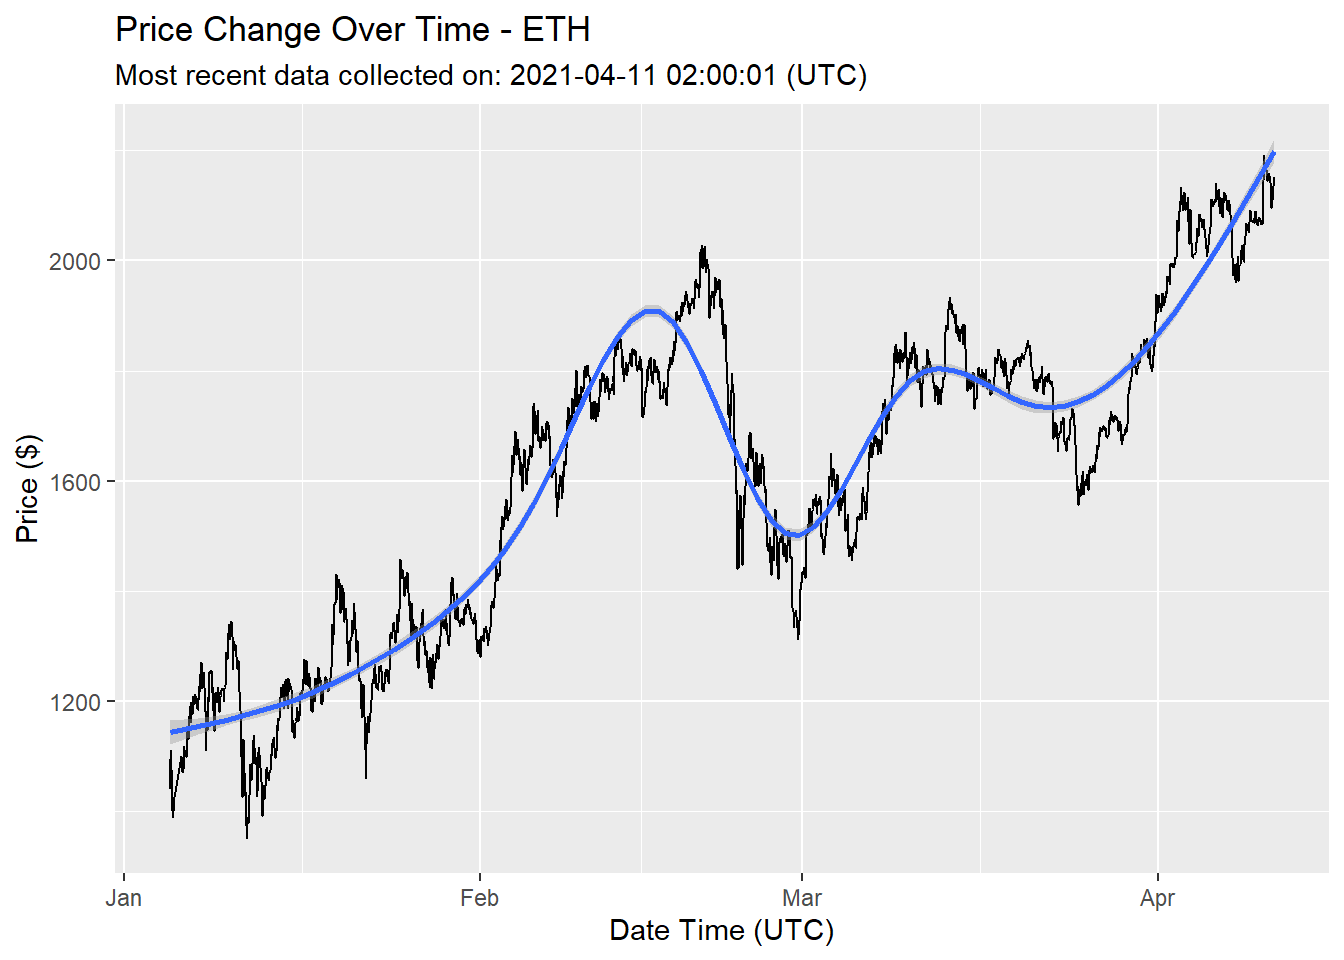 Price Change Over Time - ETH
Most recent data collected on: 2021-04-11 02:00:01 (UTC)
Price ($)
2000
1600
1200
Jan Feb Mar Apr
Date Time (UTC)